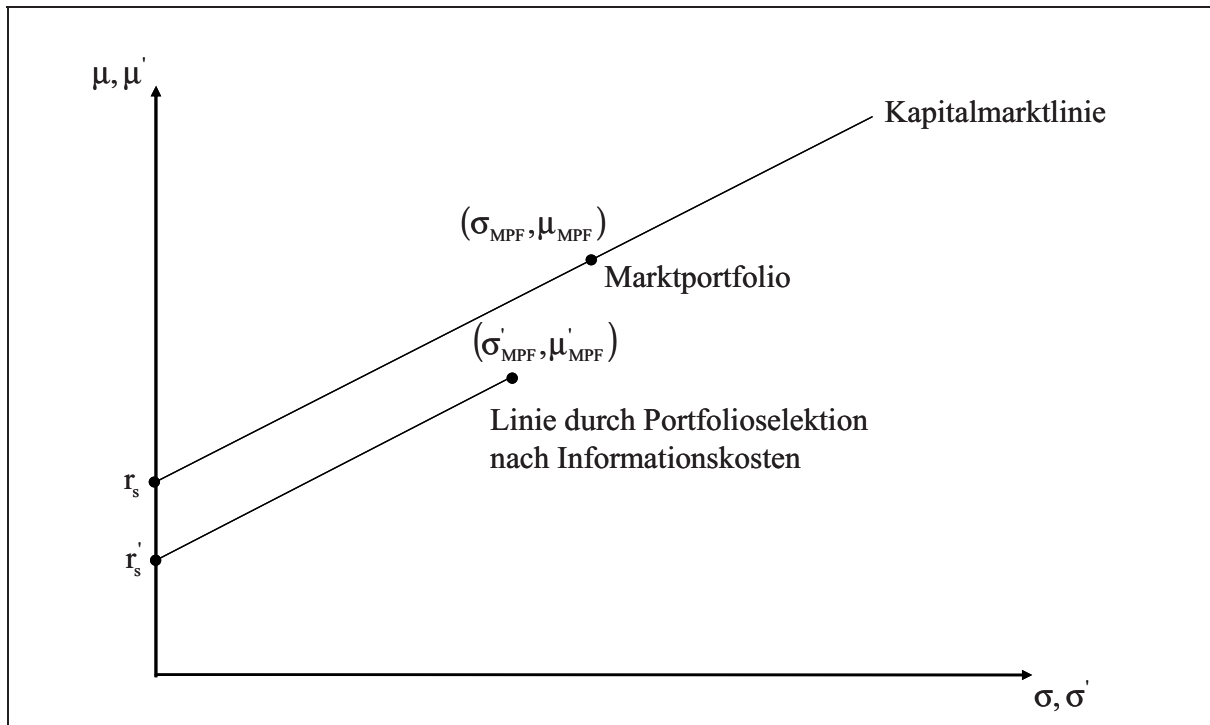 μ, μ'
Kapitalmarktlinie
(σ_MPF, μ_MPF)
Marktportfolio
(σ'_MPF, μ'_MPF)
Linie durch Portfolioselektion
nach Informationskosten
r_s
r'_s
σ, σ'